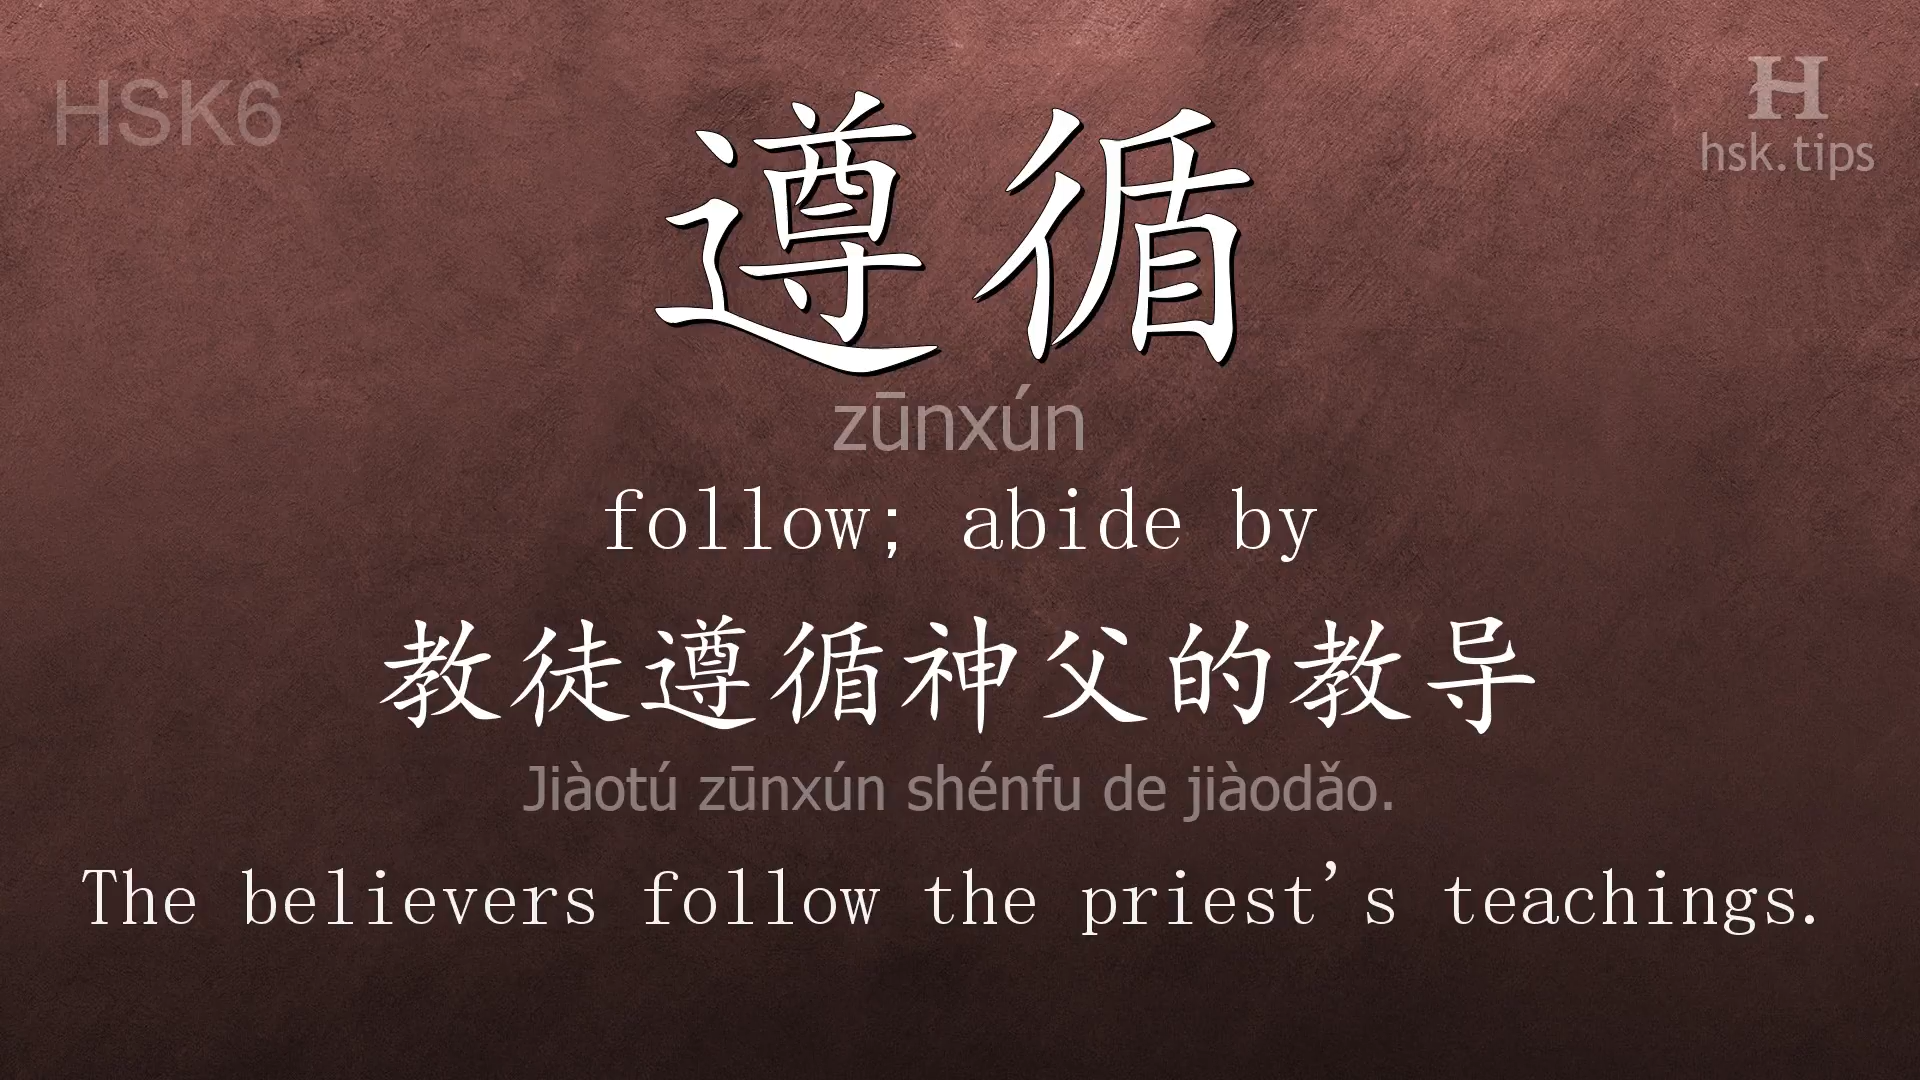 HSK6
H
hsk.tips
遵循
zūnxún
follow; abide by
教徒遵循神父的教导
Jiàotú zūnxún shénfu de jiàodǎo.
The believers follow the priest's teachings.